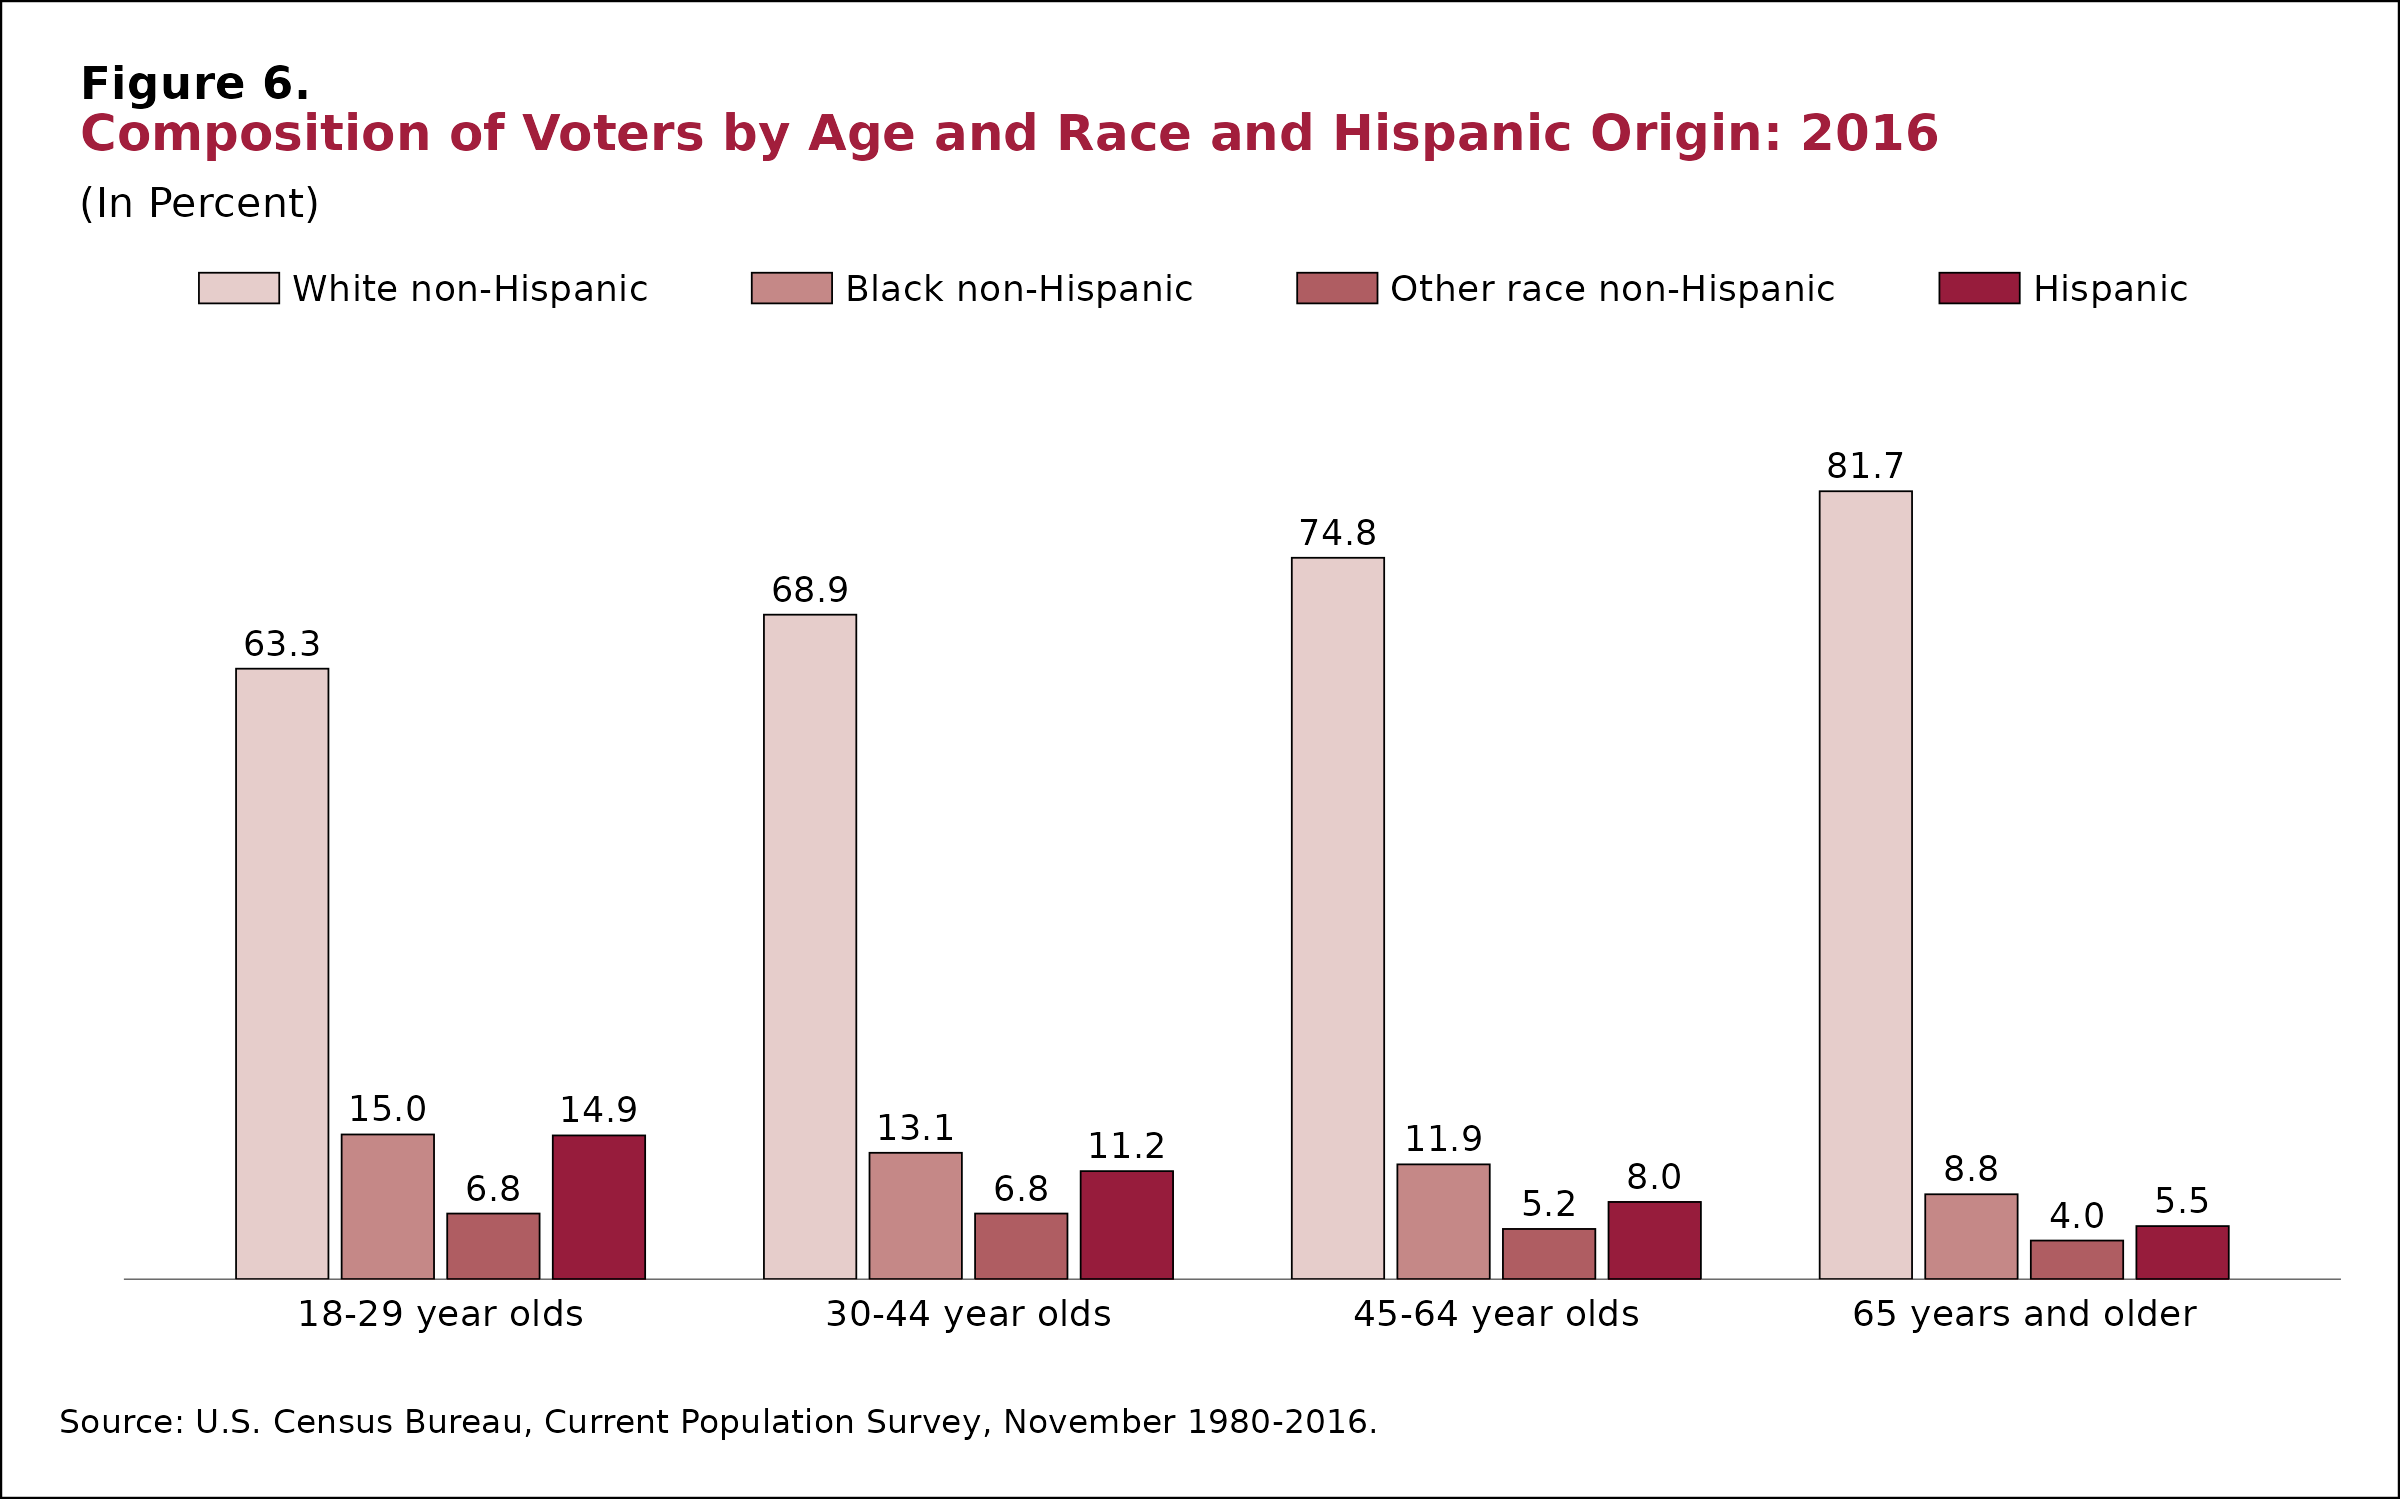 Figure 6.
Composition of Voters by Age and Race and Hispanic Origin: 2016
(In Percent)
White non-Hispanic Black non-Hispanic Other race non-Hispanic Hispanic
63.3 15.0 6.8 14.9
68.9 13.1 6.8 11.2
74.8 11.9 5.2 8.0
81.7 8.8 4.0 5.5
18-29 year olds 30-44 year olds 45-64 year olds 65 years and older
Source: U.S. Census Bureau, Current Population Survey, November 1980-2016.